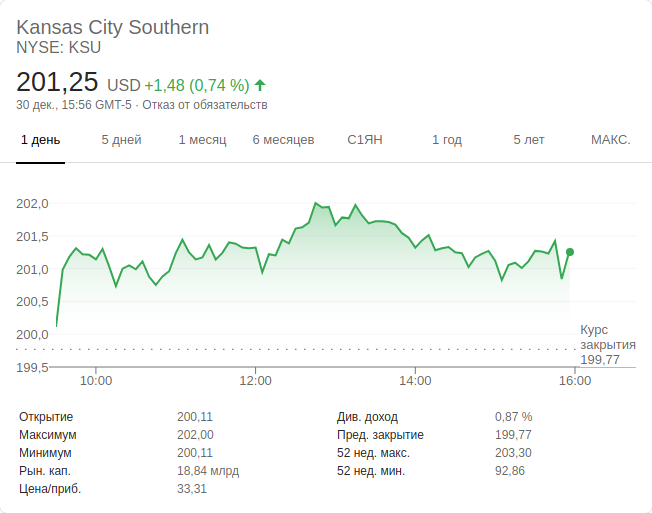 Kansas City Southern
NYSE: KSU
201,25 USD +1,48 (0,74 %)
30 дек., 15:56 GMT-5 · Отказ от обязательств
1 день 5 дней 1 месяц 6 месяцев С1ЯН 1 год 5 лет МАКС.
202,0
201,5
201,0
200,5
200,0
Курс
закрытия
199,77
199,5
10:00 12:00 14:00 16:00
Открытие 200,11 Див. доход 0,87 %
Максимум 202,00 Пред. закрытие 199,77
Минимум 200,11 52 нед. макс. 203,30
Рын. кап. 18,84 млрд 52 нед. мин. 92,86
Цена/приб. 33,31